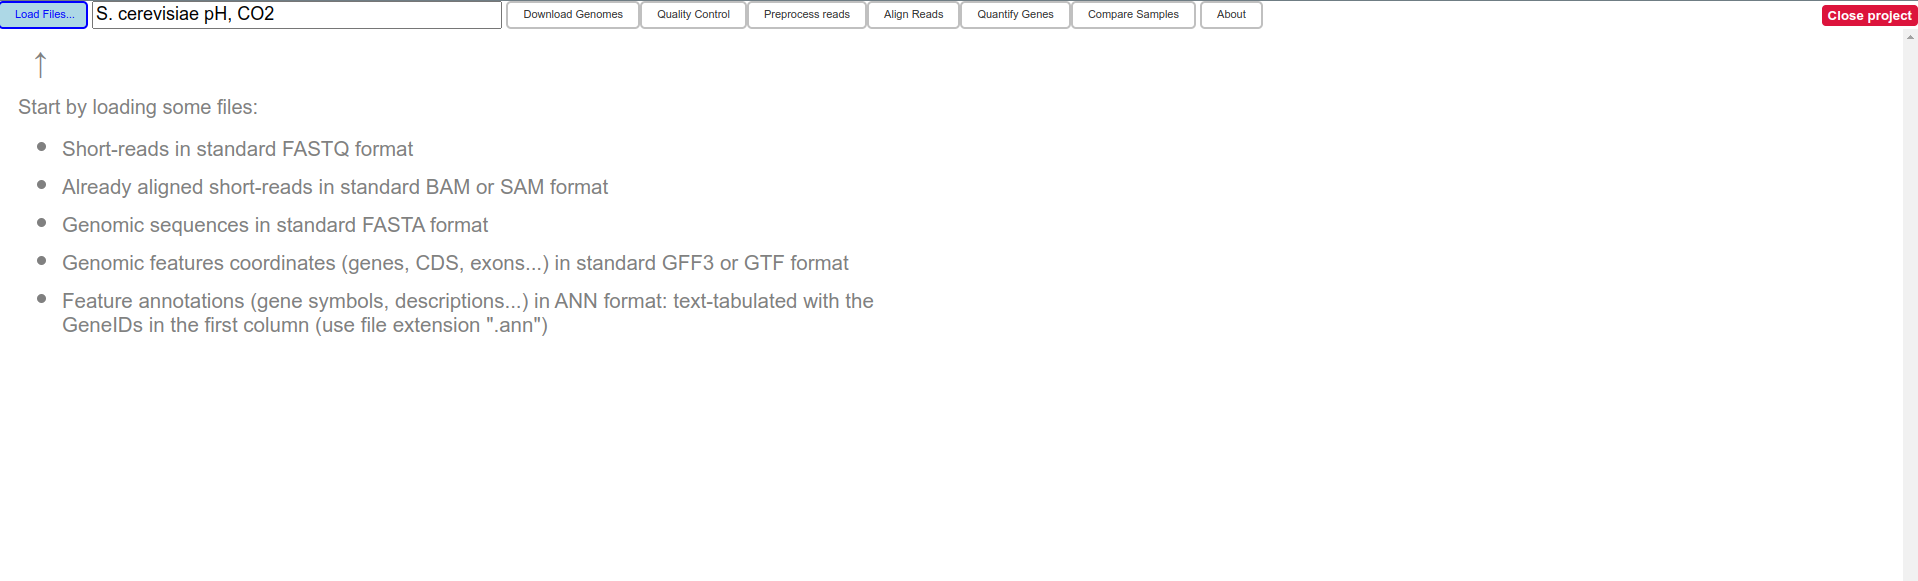 Load Files... S. cerevisiae pH, CO2 Download Genomes Quality Control Preprocess reads Align Reads Quantify Genes Compare Samples About Close project
↑
Start by loading some files:
• Short-reads in standard FASTQ format
• Already aligned short-reads in standard BAM or SAM format
• Genomic sequences in standard FASTA format
• Genomic features coordinates (genes, CDS, exons...) in standard GFF3 or GTF format
• Feature annotations (gene symbols, descriptions...) in ANN format: text-tabulated with the
GeneIDs in the first column (use file extension ".ann")